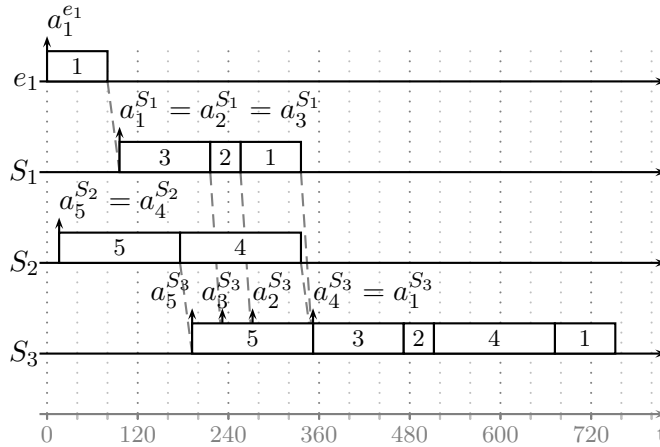 a_1^{e_1}
1
e_1
a_1^{S_1} = a_2^{S_1} = a_3^{S_1}
3 2 1
S_1
a_5^{S_2} = a_4^{S_2}
5 4
S_2
a_5^{S_3} a_3^{S_3} a_2^{S_3} a_4^{S_3} = a_1^{S_3}
5 3 2 4 1
S_3
0 120 240 360 480 600 720